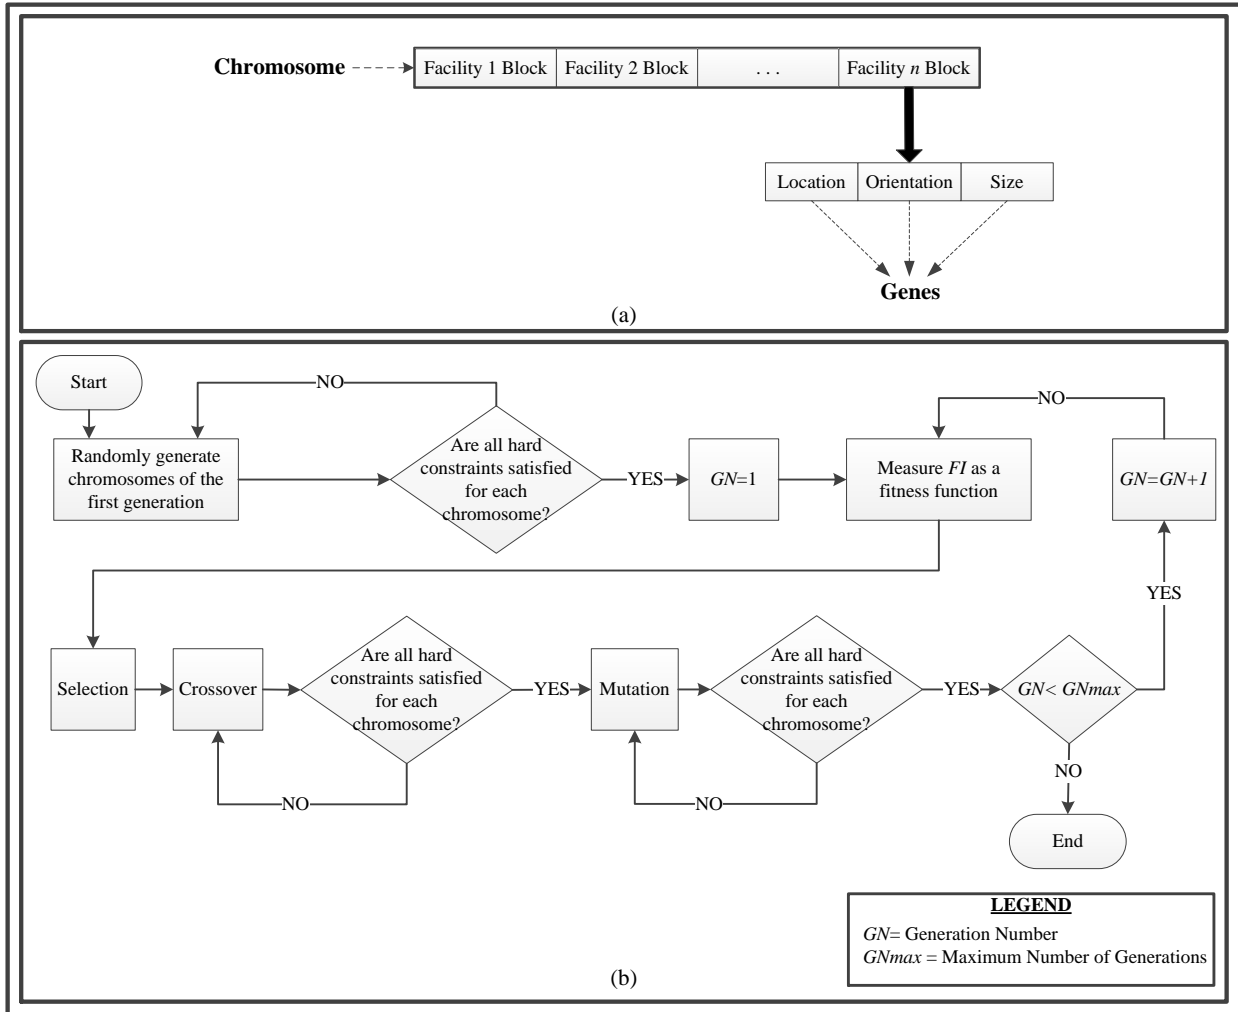 Chromosome
Facility 1 Block
Facility 2 Block
. . .
Facility n Block
Location
Orientation
Size
Genes
(a)
Start
NO
Randomly generate
chromosomes of the
first generation
Are all hard
constraints satisfied
for each
chromosome?
YES
GN=1
Measure FI as a
fitness function
NO
GN=GN+1
YES
Selection
Crossover
Are all hard
constraints satisfied
for each
chromosome?
NO
YES
Mutation
Are all hard
constraints satisfied
for each
chromosome?
NO
YES
GN< GNmax
NO
End
LEGEND
GN= Generation Number
GNmax = Maximum Number of Generations
(b)